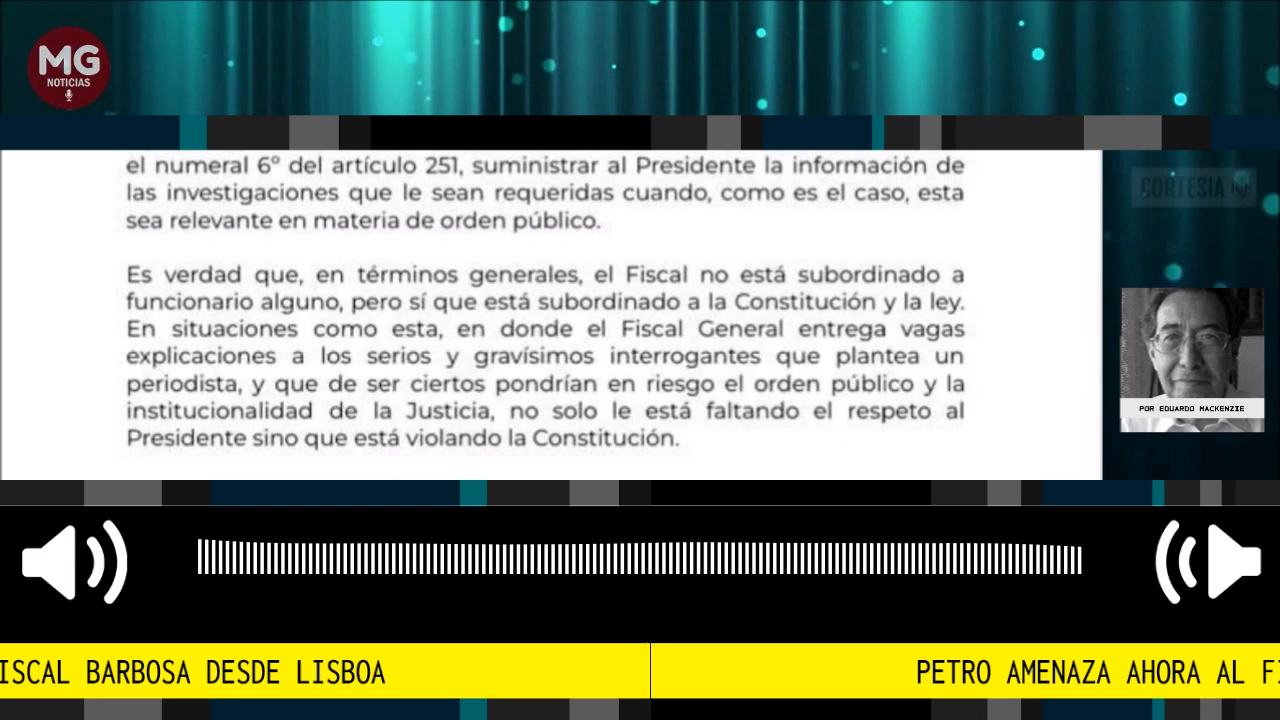 MG
NOTICIAS
el numeral 6º del artículo 251, suministrar al Presidente la información de
las investigaciones que le sean requeridas cuando, como es el caso, esta
sea relevante en materia de orden público.
Es verdad que, en términos generales, el Fiscal no está subordinado a
funcionario alguno, pero sí que está subordinado a la Constitución y la ley.
En situaciones como esta, en donde el Fiscal General entrega vagas
explicaciones a los serios y gravísimos interrogantes que plantea un
periodista, y que de ser ciertos pondrían en riesgo el orden público y la
institucionalidad de la Justicia, no solo le está faltando el respeto al
Presidente sino que está violando la Constitución.
CORTESIA
POR EDUARDO MACKENZIE
ISCAL BARBOSA DESDE LISBOA
PETRO AMENAZA AHORA AL FI